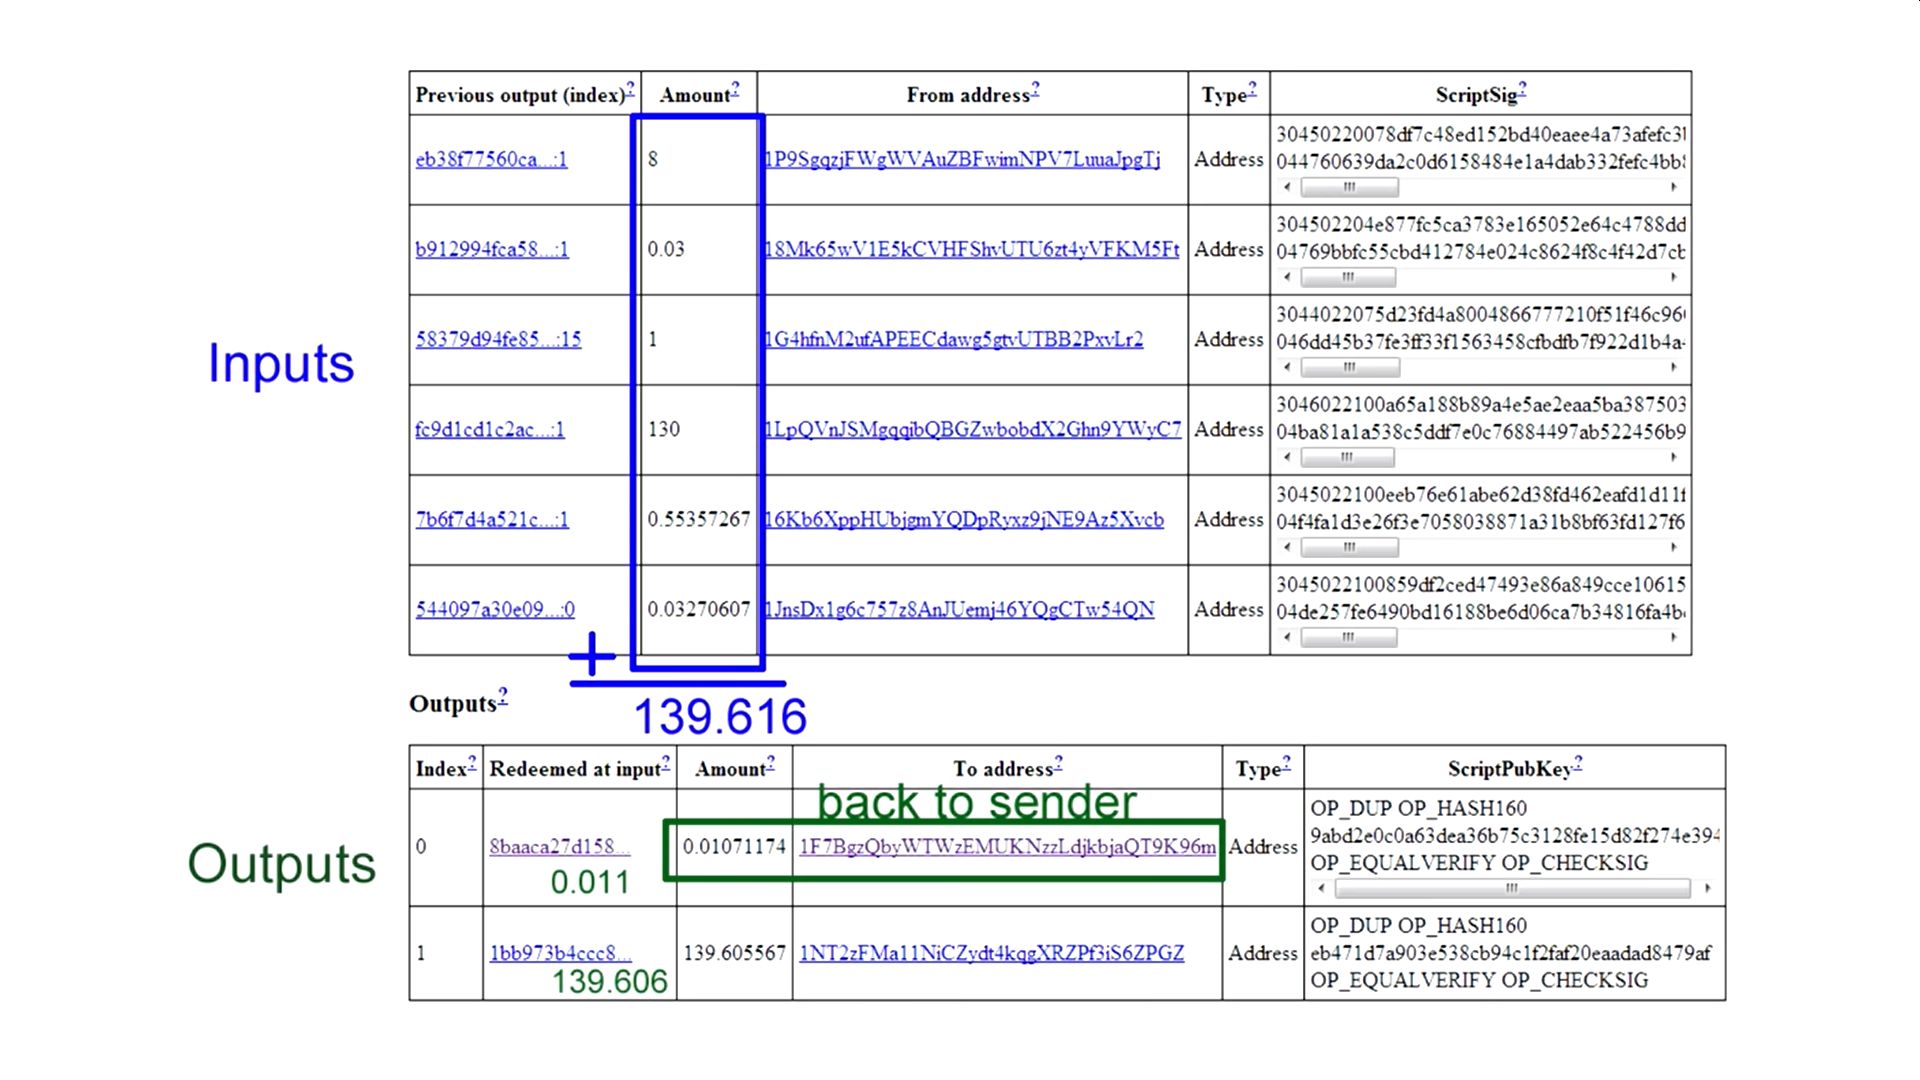 Previous output (index)? Amount? From address? Type? ScriptSig?
eb38f77560ca...:1 8 1P9SgqzjFWgWVAuZBFwimNPV7LuuaJpgTj Address 30450220078df7c48ed152bd40eaee4a73afefc3
044760639da2c0d6158484e1a4dab332fefc4bb
b912994fca58...:1 0.03 18Mk65wV1E5kCVHFShvUTU6zt4yVFKM5Ft Address 304502204e877fc5ca3783e165052e64c4788dd
04769bbfc55cbd412784e024c8624f8c4f42d7cb
58379d94fe85...:15 1 1G4hfnM2ufAPEECdawg5gtvUTBB2PxvLr2 Address 3044022075d23fd4a8004866777210f51f46c96
046dd45b37fe3ff33f1563458cfbdfb7f922d1b4a
Inputs
fc9d1cd1c2ac...:1 130 1LpQVnJSMgqqibQBGZwbobdX2Ghn9YWyC7 Address 3046022100a65a188b89a4e5ae2eaa5ba387503
04ba81a1a538c5ddf7e0c76884497ab522456b9
7b6f7d4a521c...:1 0.55357267 16Kb6XppHUbjgmYQDpRyxz9jNE9Az5Xvcb Address 3045022100eeb76e61abe62d38fd462eafd1d11f
04f4fa1d3e26f3e7058038871a31b8bf63fd127f6
544097a30e09...:0 0.03270607 1JnsDx1g6c757z8AnJUemj46YQgCTw54QN Address 3045022100859df2ced47493e86a849cce10615
04de257fe6490bd16188be6d06ca7b34816fa4b
+
Outputs?
139.616
Index? Redeemed at input? Amount? To address? Type? ScriptPubKey?
back to sender
Outputs
0 8baaca27d158... 0.01071174 1F7BgzQbyWTWzEMUKNzzLdjkbjaQT9K96m Address OP_DUP OP_HASH160
9abd2e0c0a63dea36b75c3128fe15d82f274e394
OP_EQUALVERIFY OP_CHECKSIG
0.011
1 1bb973b4ccc8... 139.605567 1NT2zFMa11NiCZydt4kqgXRZPf3iS6ZPGZ Address OP_DUP OP_HASH160
eb471d7a903e538cb94c1f2faf20eaadad8479af
OP_EQUALVERIFY OP_CHECKSIG
139.606